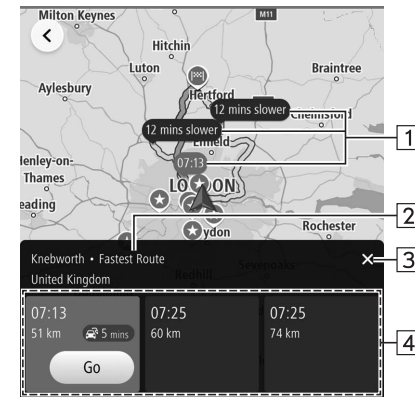 Milton Keynes
M11
Hitchin
Luton
Braintree
Aylesbury
Hertford
12 mins slower
Chelmsford
12 mins slower
1
Enfield
Henley-on-
Thames
07:13
LONDON
Reading
2
Croydon
Rochester
Knebworth • Fastest Route
3
United Kingdom
Redhill
Sevenoaks
07:13
07:25
07:25
51 km
5 mins
60 km
74 km
4
Go